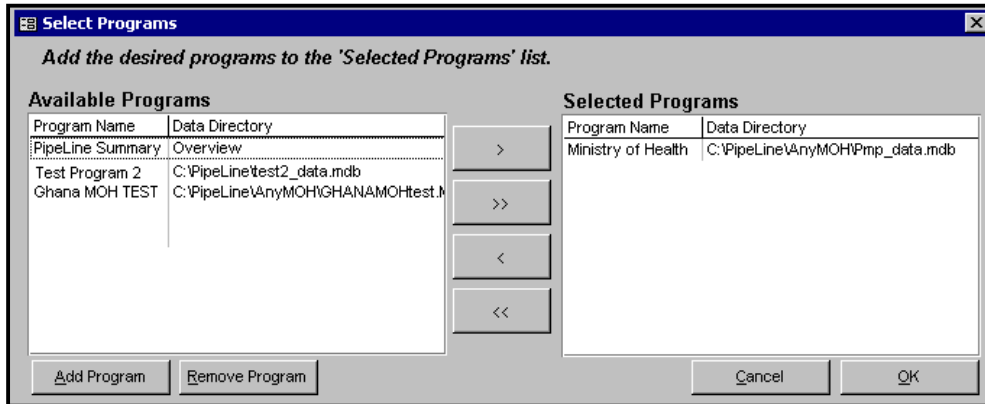 Select Programs
Add the desired programs to the 'Selected Programs' list.
Available Programs
Program Name Data Directory
PipeLine Summary Overview
Test Program 2 C:\PipeLine\test2_data.mdb
Ghana MOH TEST C:\PipeLine\AnyMOH\GHANAMOHtest.M
>
>>
<
<<
Selected Programs
Program Name Data Directory
Ministry of Health C:\PipeLine\AnyMOH\Pmp_data.mdb
Add Program Remove Program Cancel OK